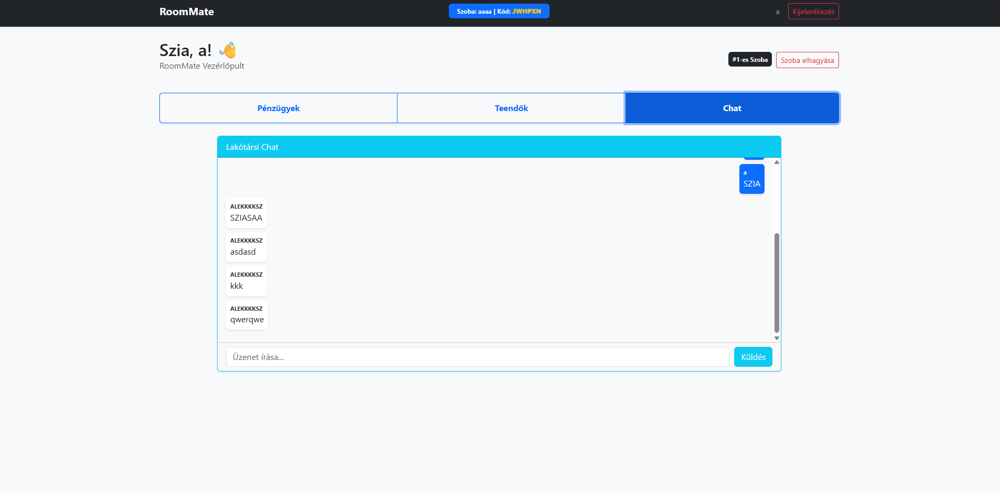 RoomMate
Szoba: aaaa | Kód: JWHPXN
a
Kijelentkezés
Szia, a! 👋
RoomMate Vezérlőpult
#1-es Szoba
Szoba elhagyása
Pénzügyek
Teendők
Chat
Lakótársi Chat
a
SZIA
ALEKKKKSZ
SZIASAA
ALEKKKKSZ
asdasd
ALEKKKKSZ
kkk
ALEKKKKSZ
qwerqwe
Üzenet írása...
Küldés